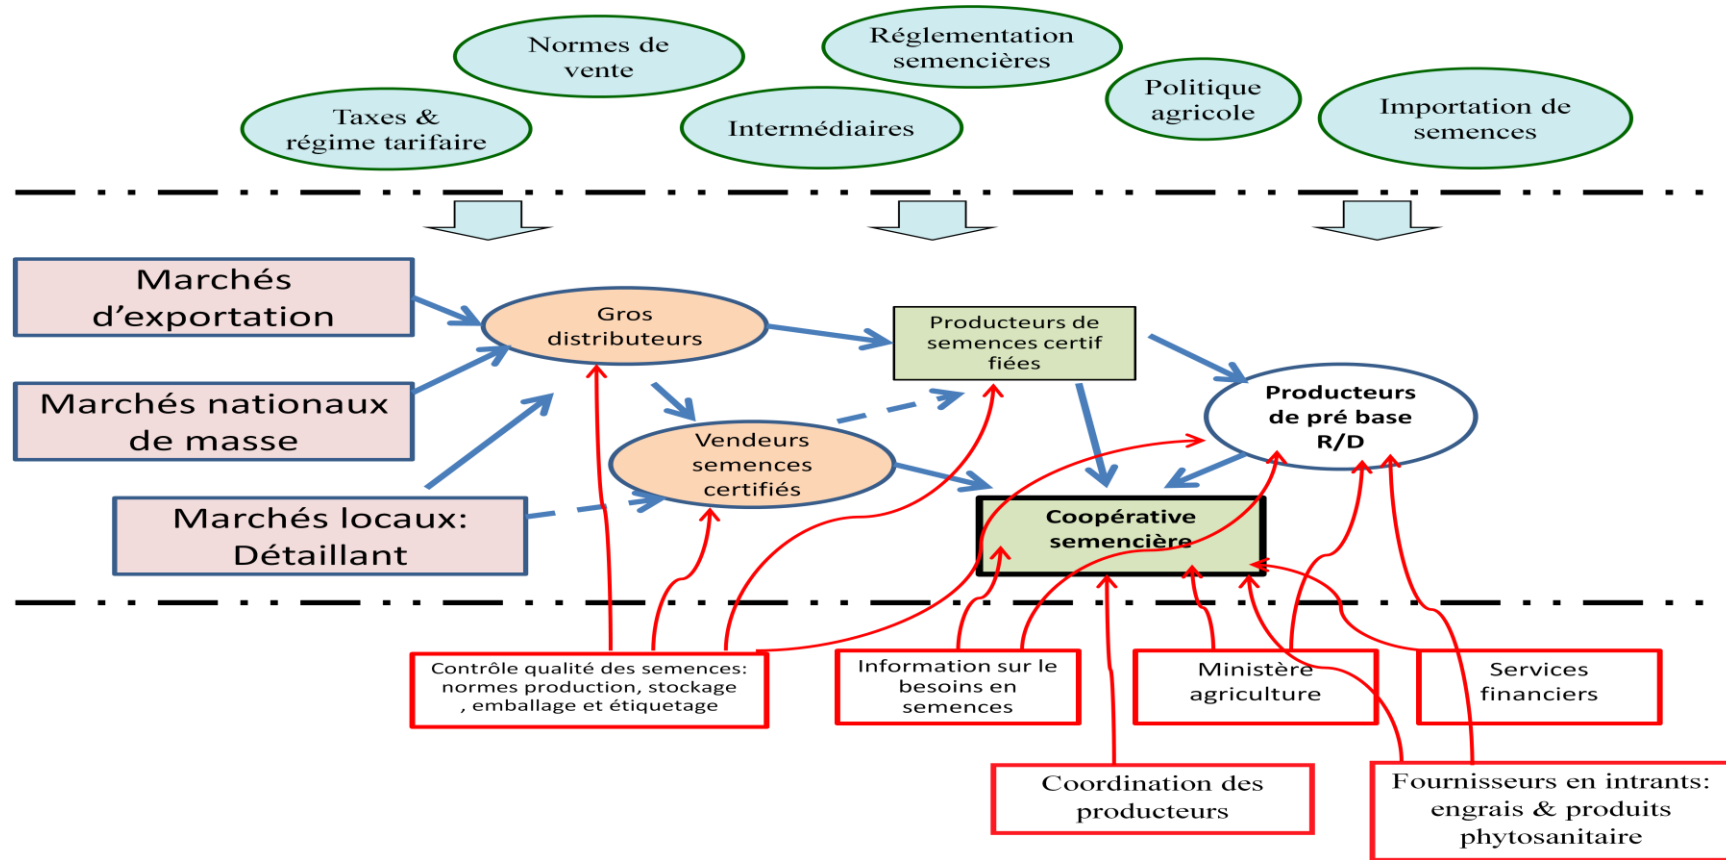 Normes de
vente
Réglementation
semencières
Taxes &
régime tarifaire
Intermédiaires
Politique
agricole
Importation de
semences
Marchés
d’exportation
Gros
distributeurs
Producteurs de
semences certif
fiées
Marchés nationaux
de masse
Producteurs
de pré base
R/D
Vendeurs
semences
certifiés
Marchés locaux:
Détaillant
Coopérative
semencière
Contrôle qualité des semences:
normes production, stockage
, emballage et étiquetage
Information sur le
besoins en
semences
Ministère
agriculture
Services
financiers
Coordination des
producteurs
Fournisseurs en intrants:
engrais & produits
phytosanitaire